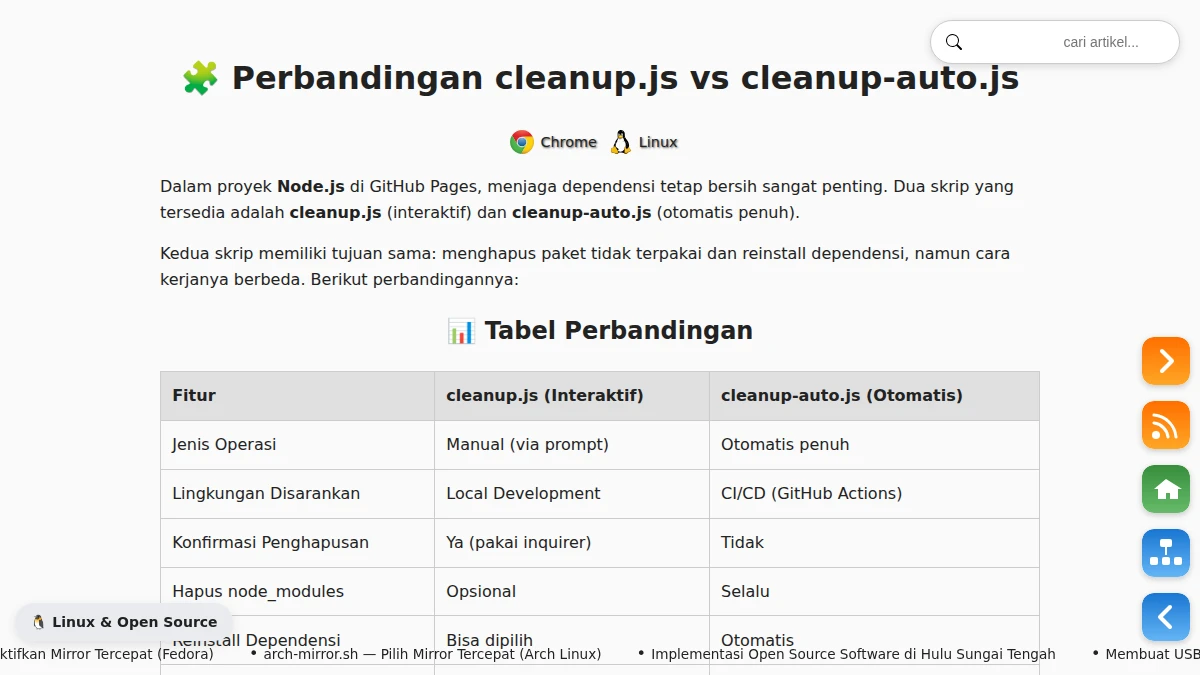 cari artikel...
🧩 Perbandingan cleanup.js vs cleanup-auto.js
Chrome Linux
Dalam proyek Node.js di GitHub Pages, menjaga dependensi tetap bersih sangat penting. Dua skrip yang
tersedia adalah cleanup.js (interaktif) dan cleanup-auto.js (otomatis penuh).
Kedua skrip memiliki tujuan sama: menghapus paket tidak terpakai dan reinstall dependensi, namun cara
kerjanya berbeda. Berikut perbandingannya:
📊 Tabel Perbandingan
Fitur cleanup.js (Interaktif) cleanup-auto.js (Otomatis)
Jenis Operasi Manual (via prompt) Otomatis penuh
Lingkungan Disarankan Local Development CI/CD (GitHub Actions)
Konfirmasi Penghapusan Ya (pakai inquirer) Tidak
Hapus node_modules Opsional Selalu
🐧 Linux & Open Source
Reinstall Dependensi Bisa dipilih Otomatis
ktifkan Mirror Tercepat (Fedora) • arch-mirror.sh — Pilih Mirror Tercepat (Arch Linux) • Implementasi Open Source Software di Hulu Sungai Tengah • Membuat USB